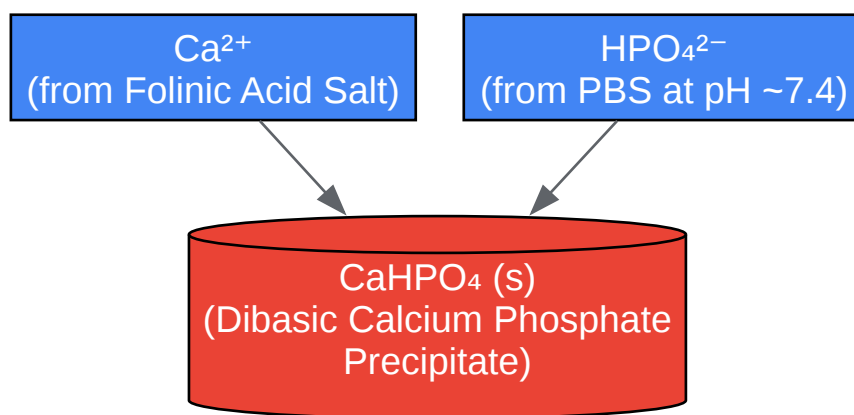 Ca²⁺
(from Folinic Acid Salt)
HPO₄²⁻
(from PBS at pH ~7.4)
CaHPO₄ (s)
(Dibasic Calcium Phosphate
Precipitate)